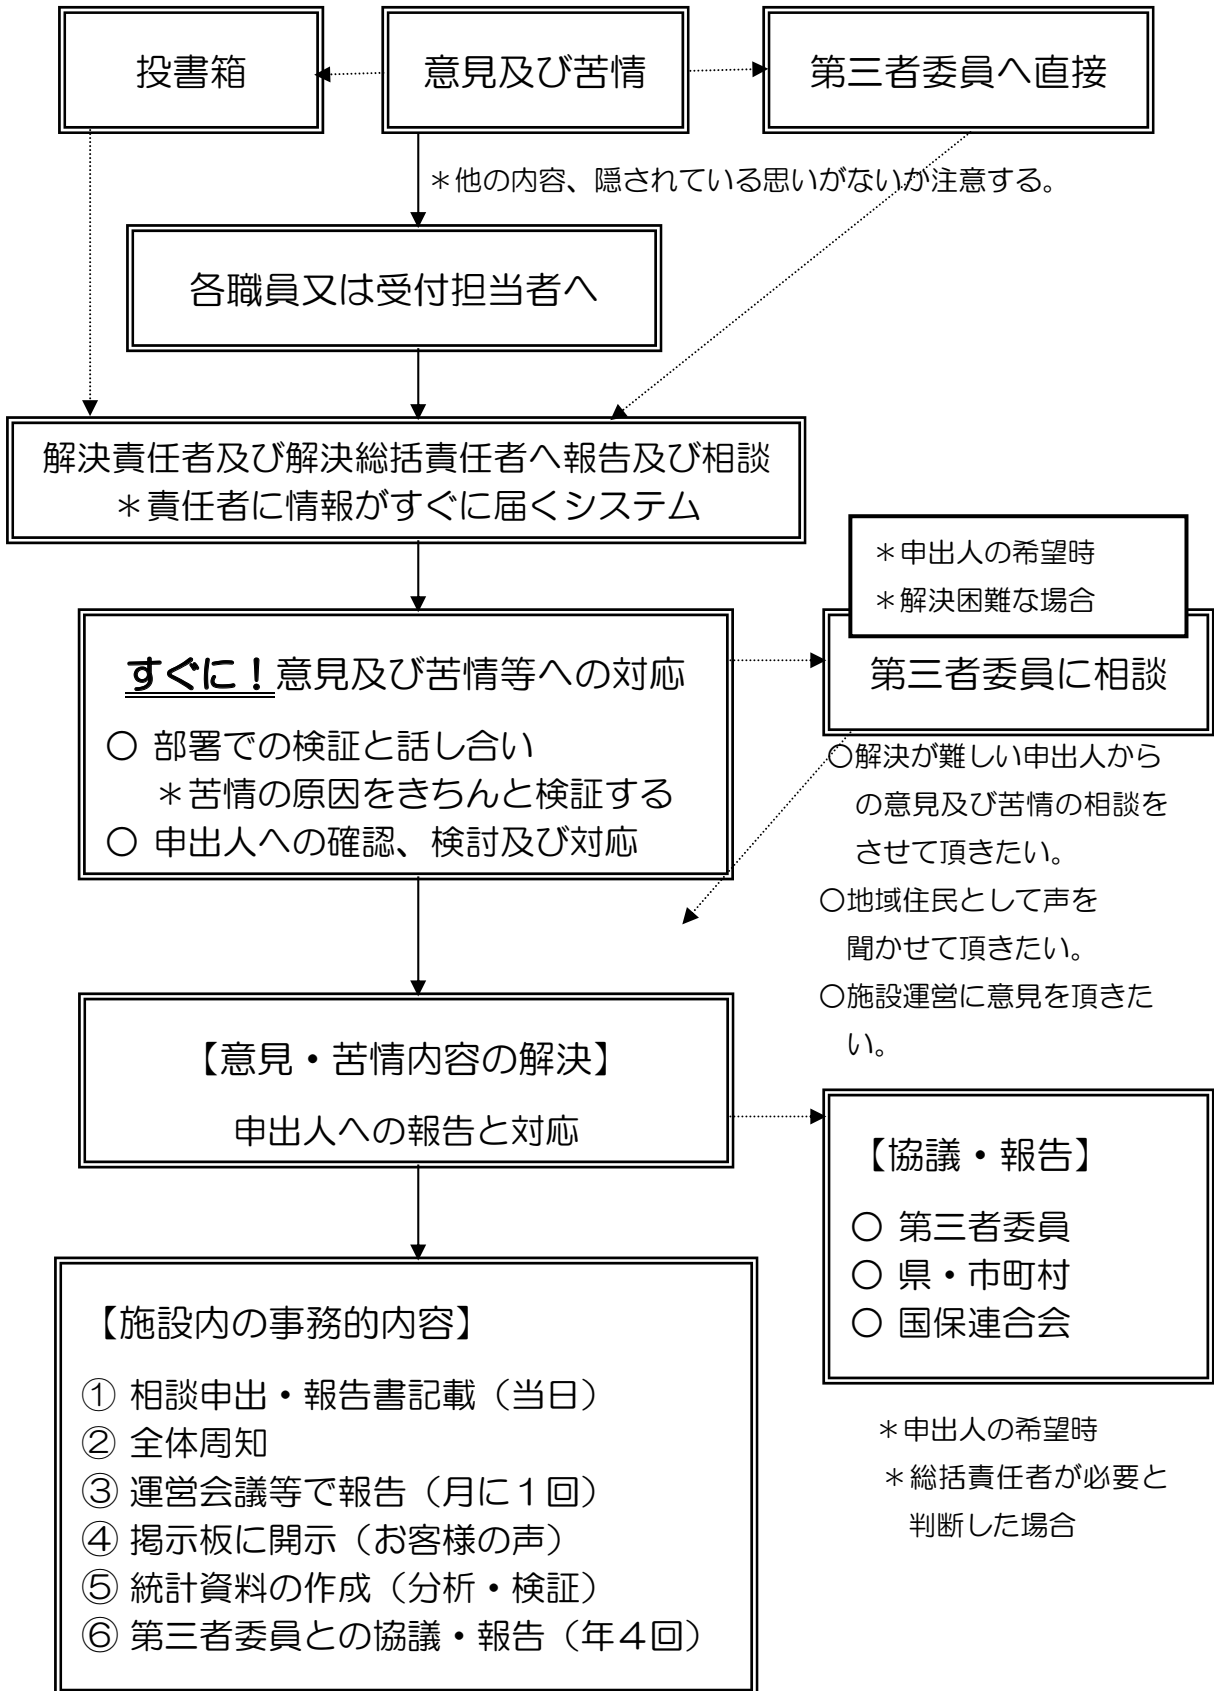 投書箱
意見及び苦情
第三者委員へ直接
＊他の内容、隠されている思いがないか注意する。
各職員又は受付担当者へ
解決責任者及び解決総括責任者へ報告及び相談
＊責任者に情報がすぐに届くシステム
＊申出人の希望時
＊解決困難な場合
第三者委員に相談
すぐに！意見及び苦情等への対応
○ 部署での検証と話し合い
＊苦情の原因をきちんと検証する
○ 申出人への確認、検討及び対応
○解決が難しい申出人から
の意見及び苦情の相談を
させて頂きたい。
○地域住民として声を
聞かせて頂きたい。
○施設運営に意見を頂きた
い。
【意見・苦情内容の解決】
申出人への報告と対応
【協議・報告】
○ 第三者委員
○ 県・市町村
○ 国保連合会
＊申出人の希望時
＊総括責任者が必要と
判断した場合
【施設内の事務的内容】
① 相談申出・報告書記載（当日）
② 全体周知
③ 運営会議等で報告（月に１回）
④ 掲示板に開示（お客様の声）
⑤ 統計資料の作成（分析・検証）
⑥ 第三者委員との協議・報告（年４回）